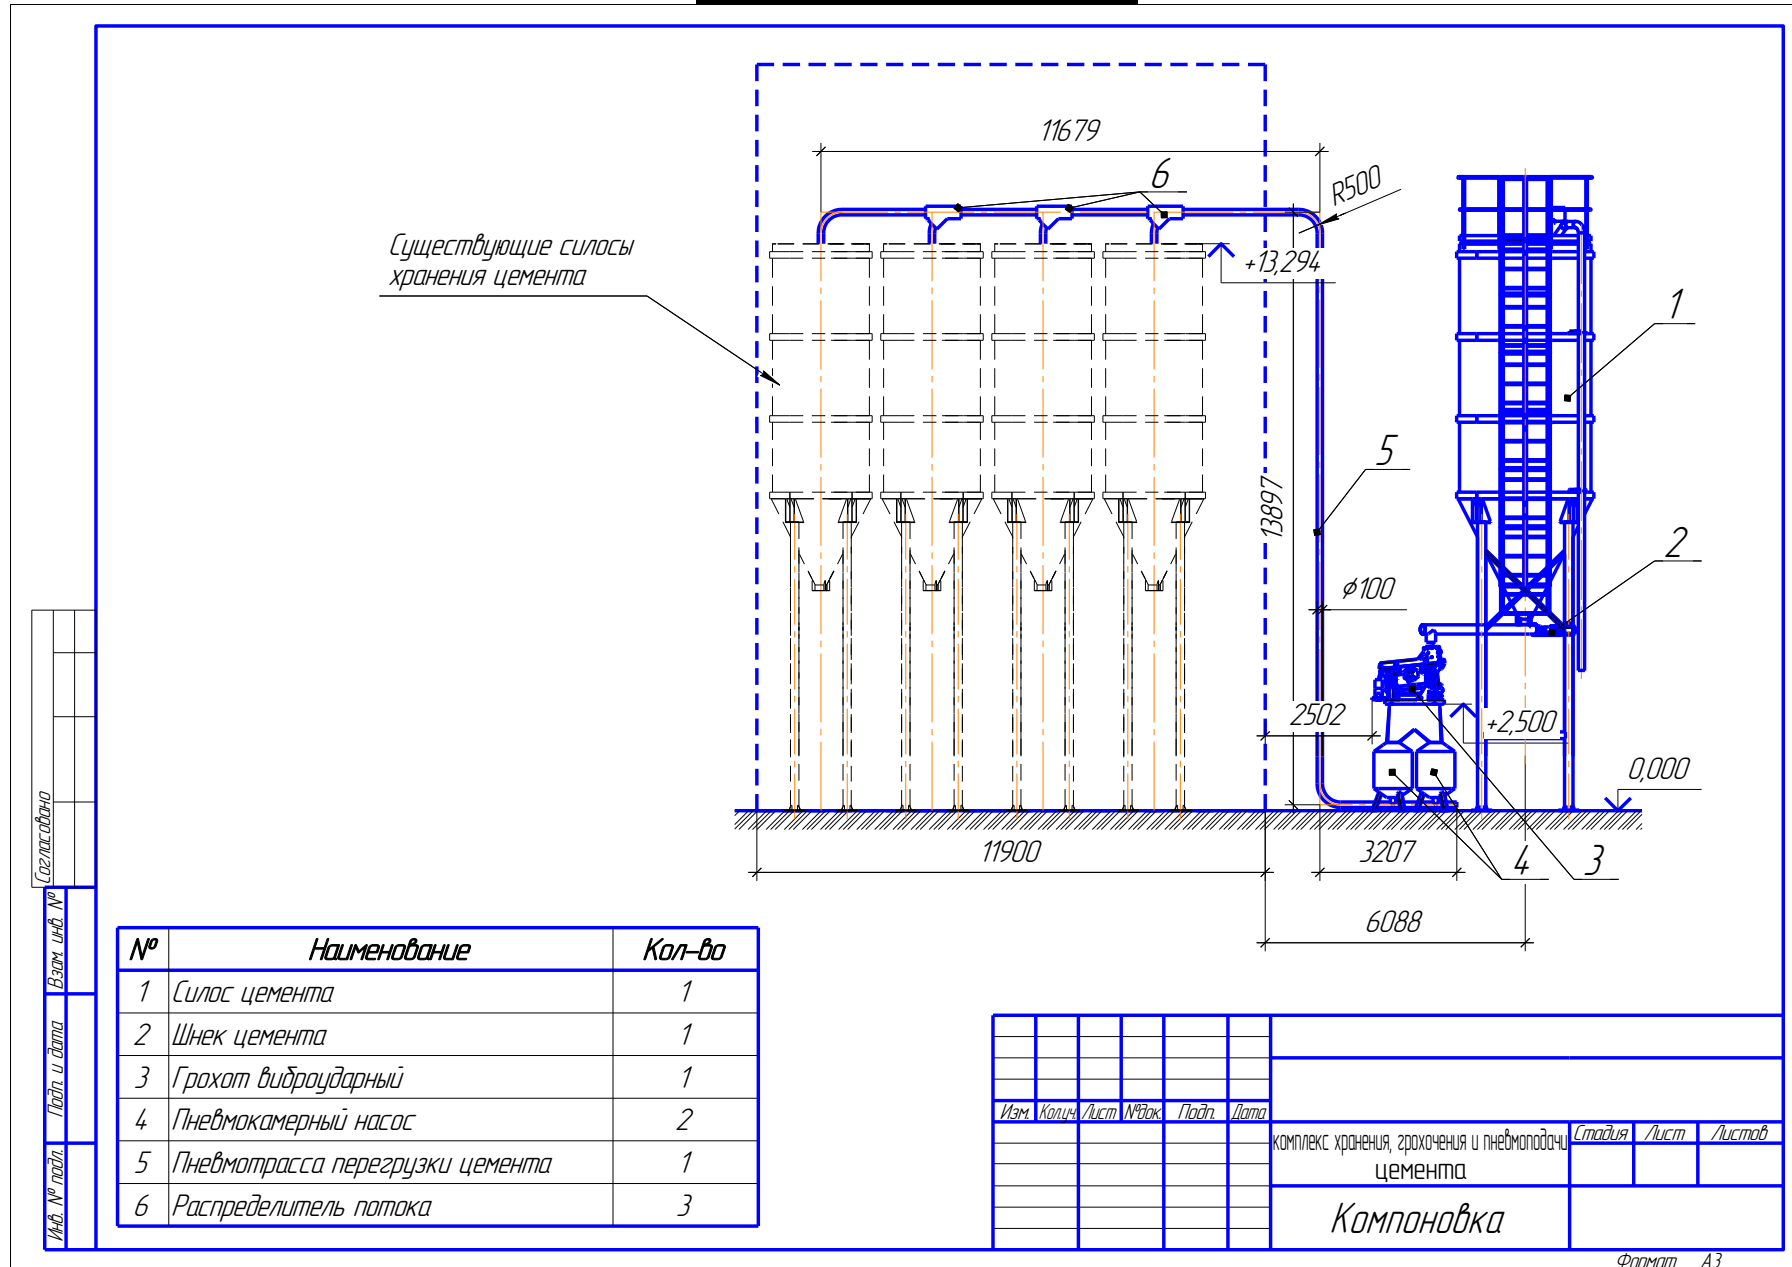 11679
6
R500
Существующие силосы
хранения цемента
+13,294
1
5
13897
2
φ100
2502
+2,500
0,000
11900
3207
4
3
6088
Согласовано
Взам. инв. №
Подп. и дата
Инв. № подл.
№ Наименование Кол-во
1 Силос цемента 1
2 Шнек цемента 1
3 Грохот виброударный 1
4 Пневмокамерный насос 2
5 Пневмотрасса перегрузки цемента 1
6 Распределитель потока 3
Изм. Кол.уч. Лист №док. Подп. Дата
комплекс хранения, грохочения и пневмоподачи
цемента
Стадия Лист Листов
Компоновка
Формат А3